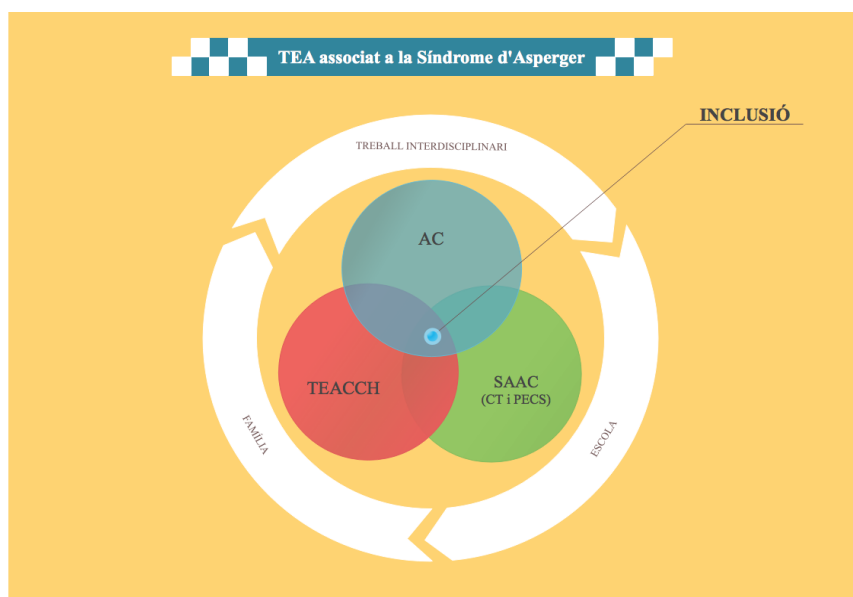 TEA associat a la Síndrome d'Asperger
INCLUSIÓ
TREBALL INTERDISCIPLINARI
AC
TEACCH
SAAC
(CT i PECS)
FAMÍLIA
ESCOLA